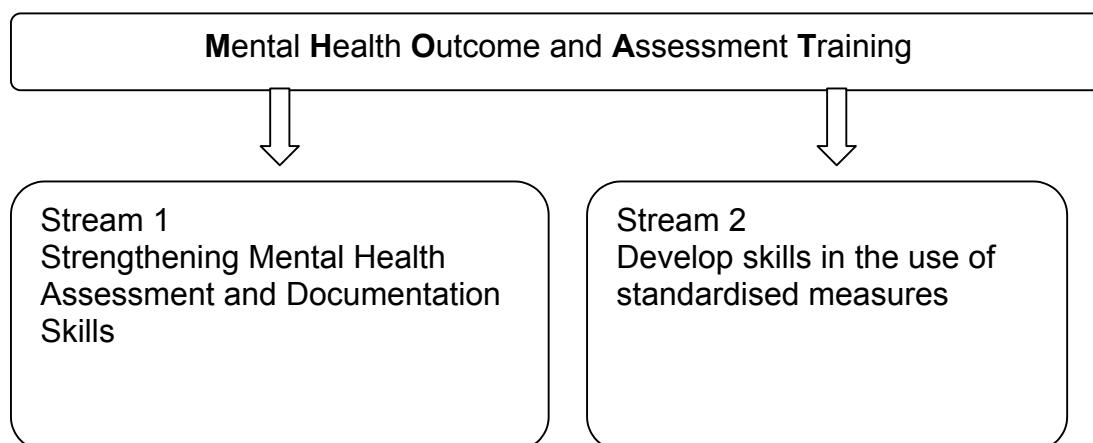 Mental Health Outcome and Assessment Training
Stream 1
Strengthening Mental Health
Assessment and Documentation
Skills
Stream 2
Develop skills in the use of
standardised measures